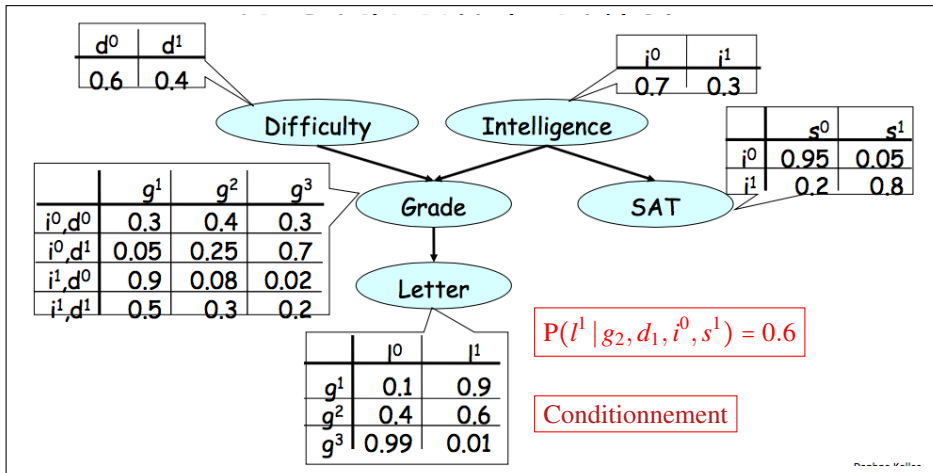 d⁰ d¹
0.6 0.4
i⁰ i¹
0.7 0.3
Difficulty
Intelligence
s⁰ s¹
i⁰ 0.95 0.05
i¹ 0.2 0.8
g¹ g² g³
i⁰,d⁰ 0.3 0.4 0.3
i⁰,d¹ 0.05 0.25 0.7
i¹,d⁰ 0.9 0.08 0.02
i¹,d¹ 0.5 0.3 0.2
Grade
SAT
Letter
l⁰ l¹
g¹ 0.1 0.9
g² 0.4 0.6
g³ 0.99 0.01
P(l¹ | g₂, d₁, i⁰, s¹) = 0.6
Conditionnement